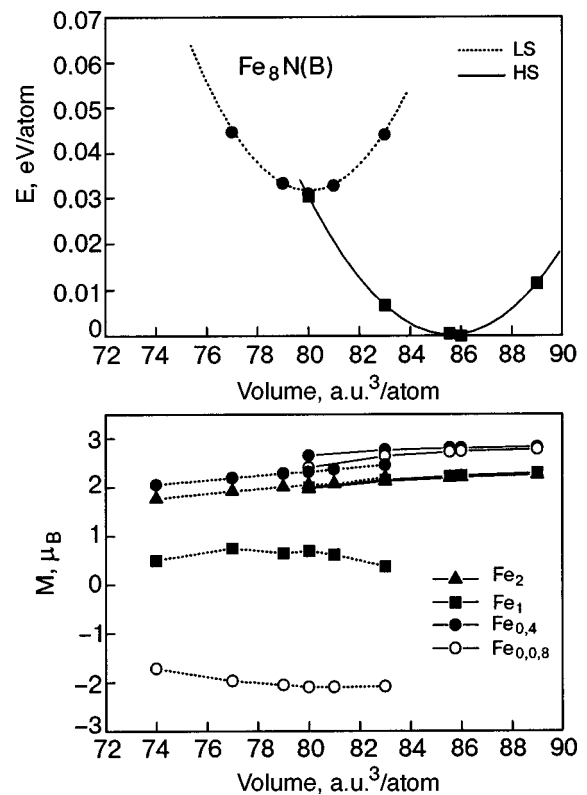 0.07
0.06
0.05
0.04
0.03
0.02
0.01
0
E, eV/atom
Fe₈N(B)
LS
HS
72 74 76 78 80 82 84 86 88 90
Volume, a.u.³/atom
3
2
1
0
−1
−2
−3
M, μ_B
Fe₂
Fe₁
Fe₀,₄
Fe₀,₀,₈
72 74 76 78 80 82 84 86 88 90
Volume, a.u.³/atom